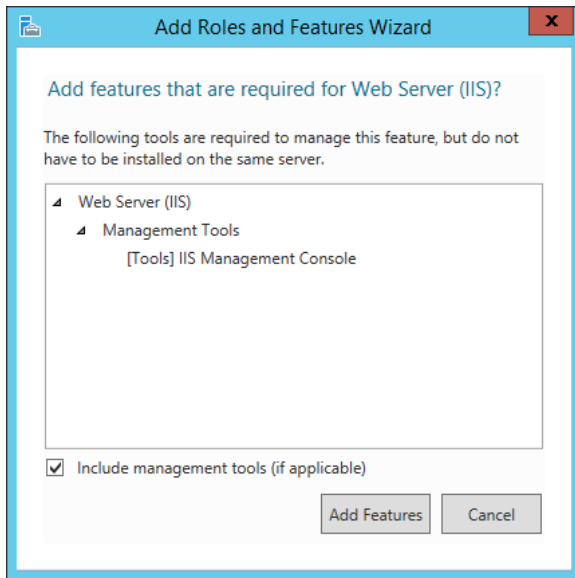 Add Roles and Features Wizard
x
Add features that are required for Web Server (IIS)?
The following tools are required to manage this feature, but do not
have to be installed on the same server.
Web Server (IIS)
Management Tools
[Tools] IIS Management Console
Include management tools (if applicable)
Add Features
Cancel